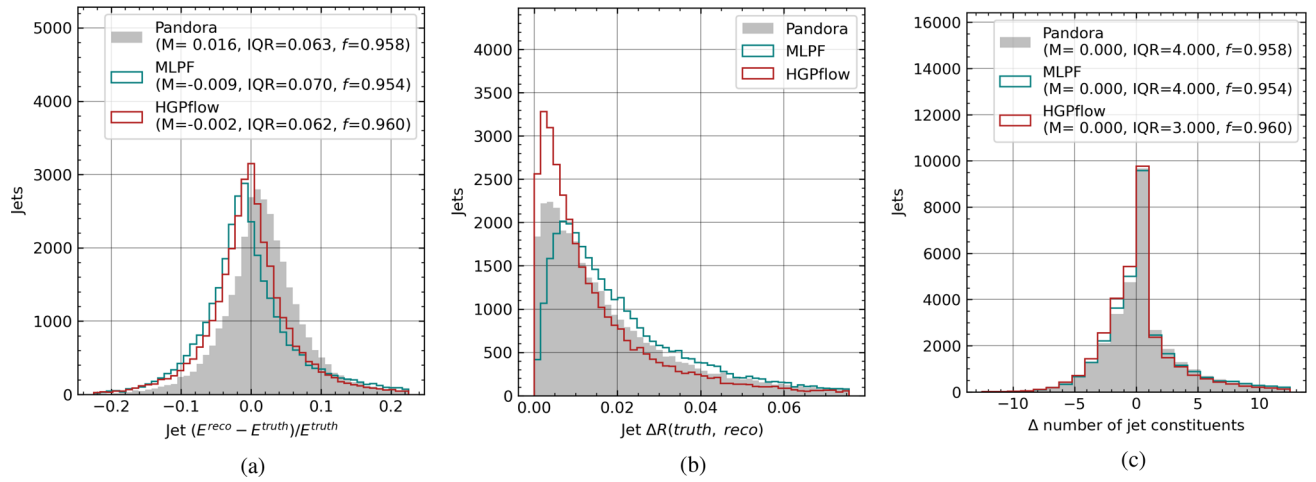 Pandora
(M= 0.016, IQR=0.063, f=0.958)
MLPF
(M=-0.009, IQR=0.070, f=0.954)
HGPflow
(M=-0.002, IQR=0.062, f=0.960)
5000
4000
3000
2000
1000
0
Jets
−0.2 −0.1 0.0 0.1 0.2
Jet (E^reco − E^truth)/E^truth
(a)
Pandora
MLPF
HGPflow
4000
3500
3000
2500
2000
1500
1000
500
0
Jets
0.00 0.02 0.04 0.06
Jet ΔR(truth, reco)
(b)
Pandora
(M= 0.000, IQR=4.000, f=0.958)
MLPF
(M= 0.000, IQR=4.000, f=0.954)
HGPflow
(M= 0.000, IQR=3.000, f=0.960)
16000
14000
12000
10000
8000
6000
4000
2000
0
Jets
−10 −5 0 5 10
Δ number of jet constituents
(c)